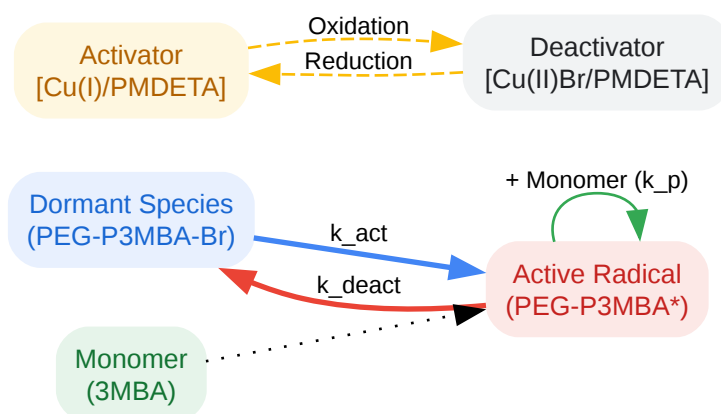 Oxidation
Activator
[Cu(I)/PMDETA]
Reduction
Deactivator
[Cu(II)Br/PMDETA]
+ Monomer (k_p)
Dormant Species
(PEG-P3MBA-Br)
k_act
k_deact
Active Radical
(PEG-P3MBA*)
Monomer
(3MBA)